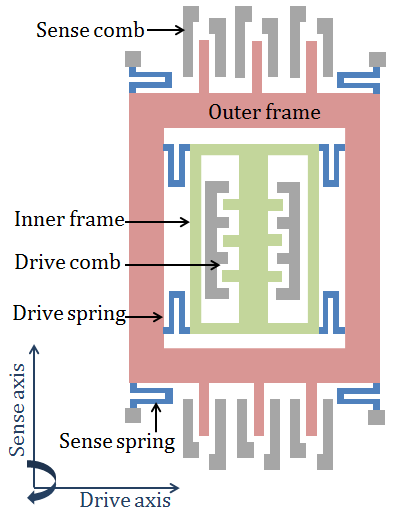 Sense comb
Outer frame
Inner frame
Drive comb
Drive spring
Sense axis
Sense spring
Drive axis